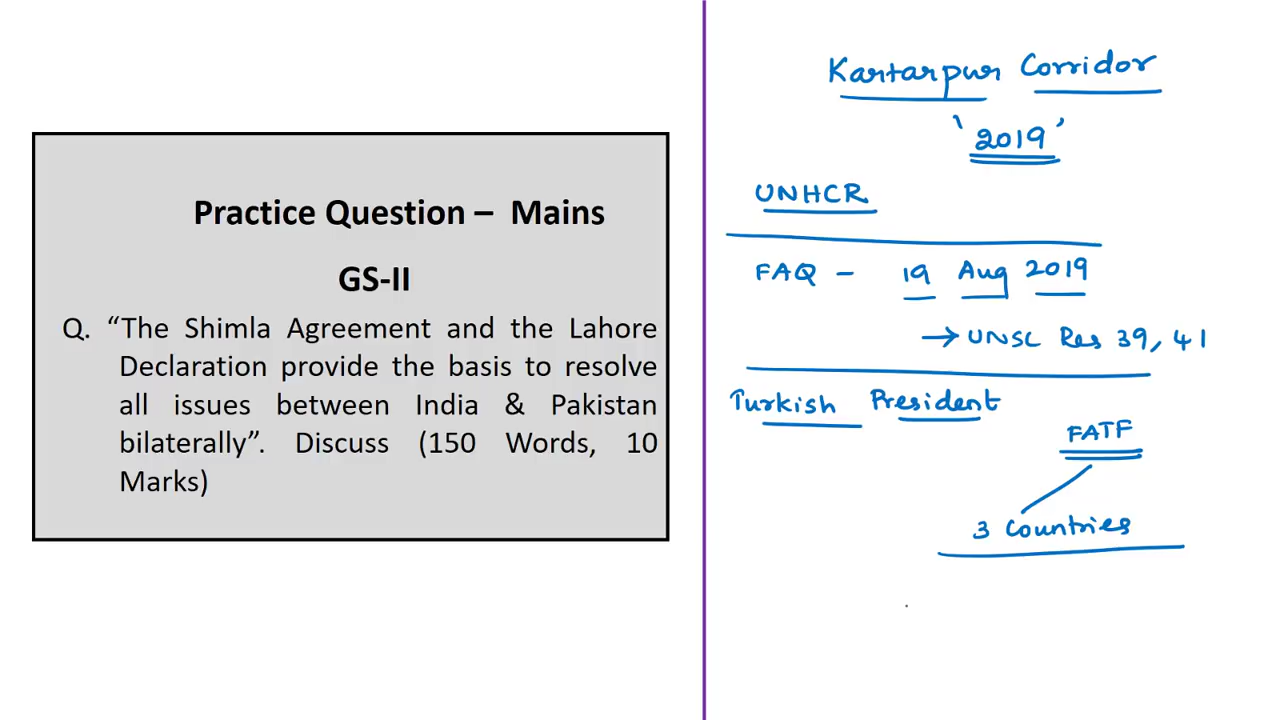 Practice Question – Mains
GS-II
Q. “The Shimla Agreement and the Lahore
Declaration provide the basis to resolve
all issues between India & Pakistan
bilaterally”. Discuss (150 Words, 10
Marks)
Kartarpur Corridor
'2019'
UNHCR
FAQ – 19 Aug 2019
→ UNSC Res 39, 41
Turkish President
FATF
3 Countries